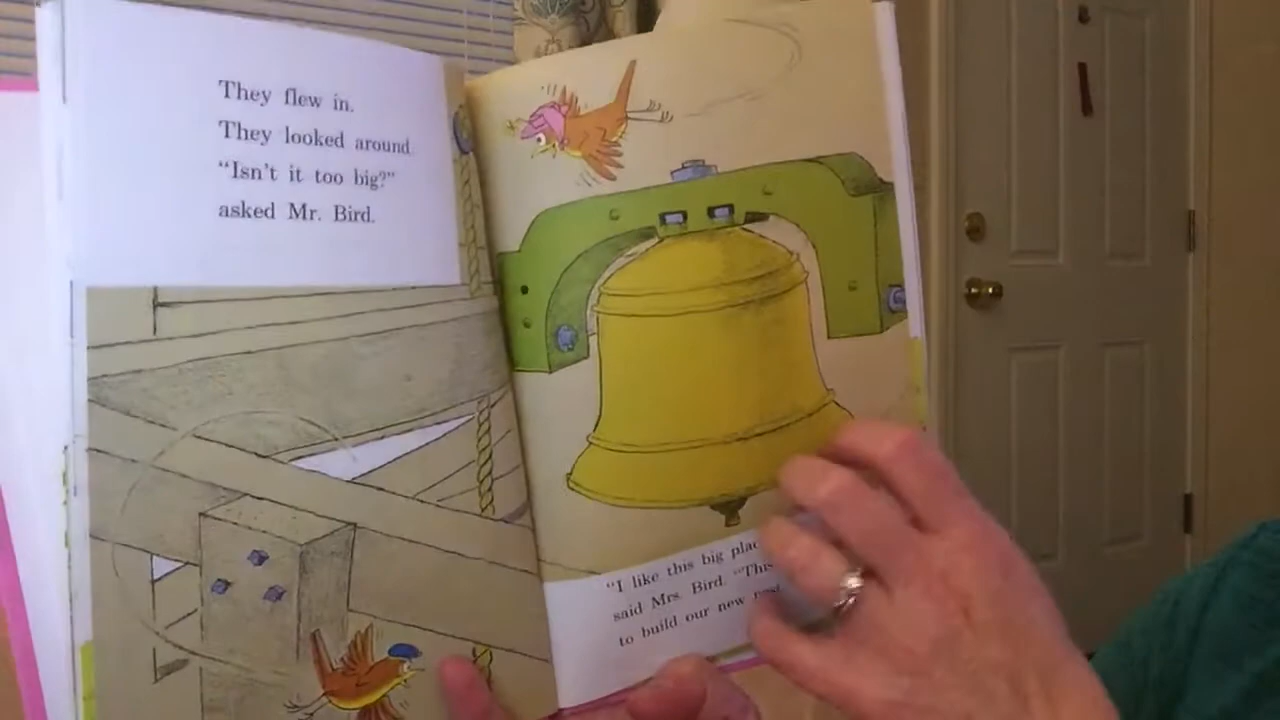 They flew in.
They looked around.
“Isn't it too big?”
asked Mr. Bird.
“I like this big
said Mrs. Bird. “This
to build our new